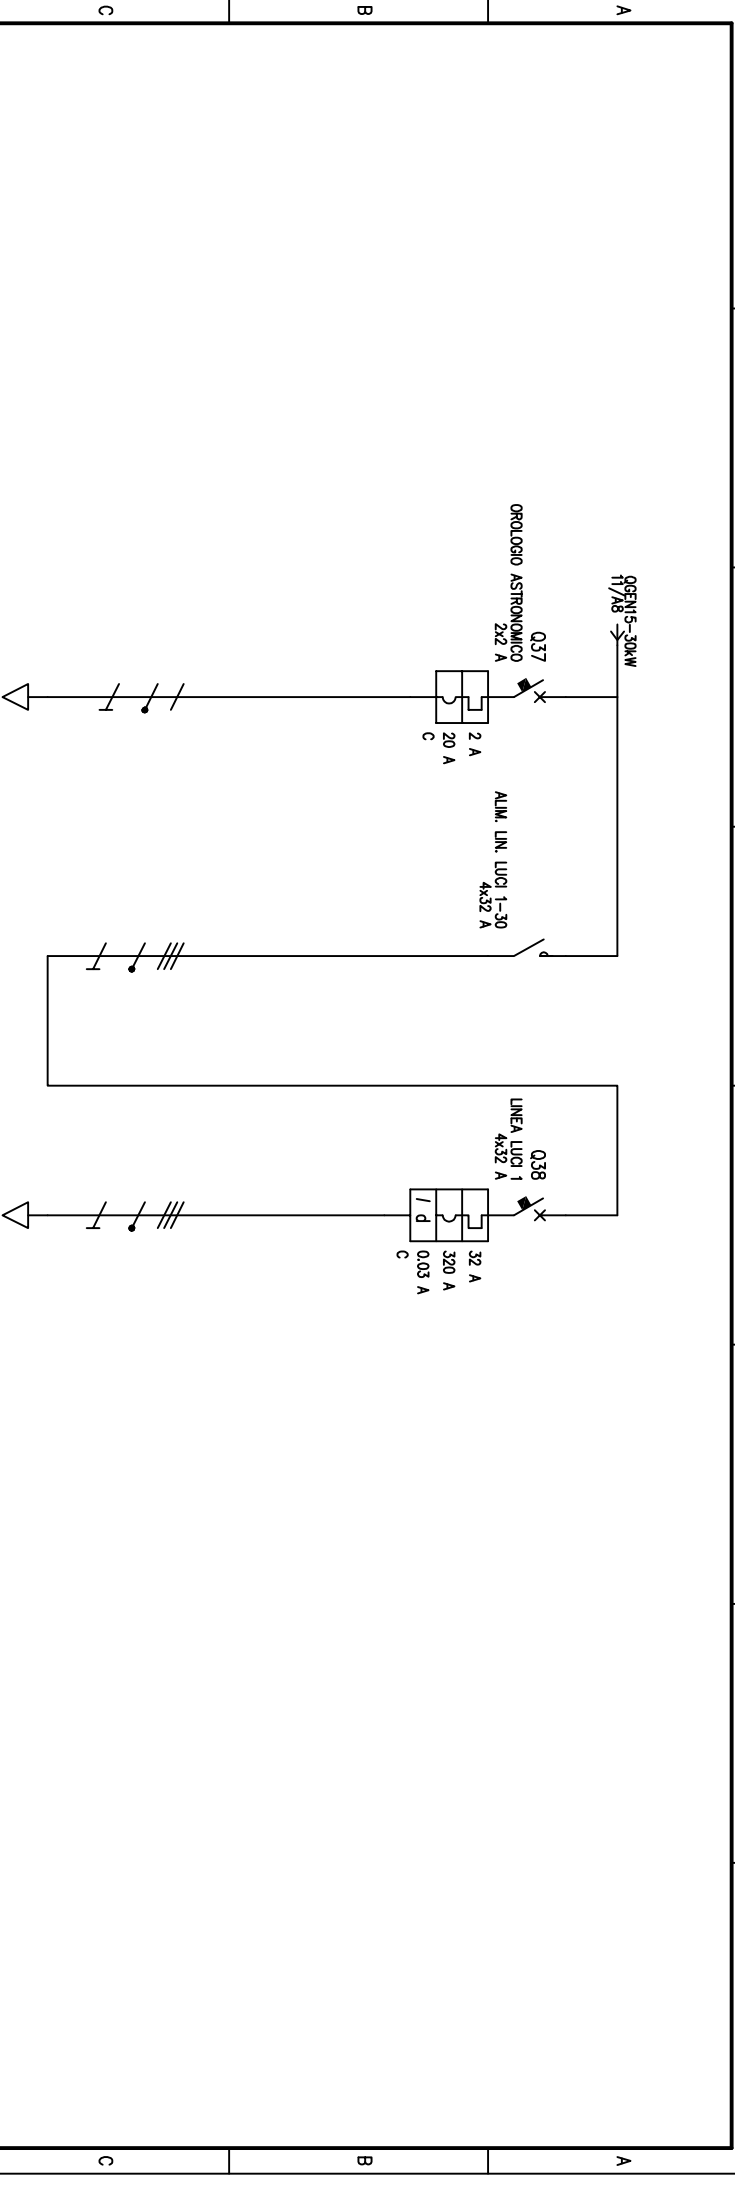 A
B
C
QGEN15-30kW
11/A8
Q37
OROLOGIO ASTRONOMICO
2x2 A
2 A
20 A
C
ALIM. LIN. LUCI 1-30
4x32 A
Q38
LINEA LUCI 1
4x32 A
32 A
320 A
I d
0.03 A
C
A
B
C